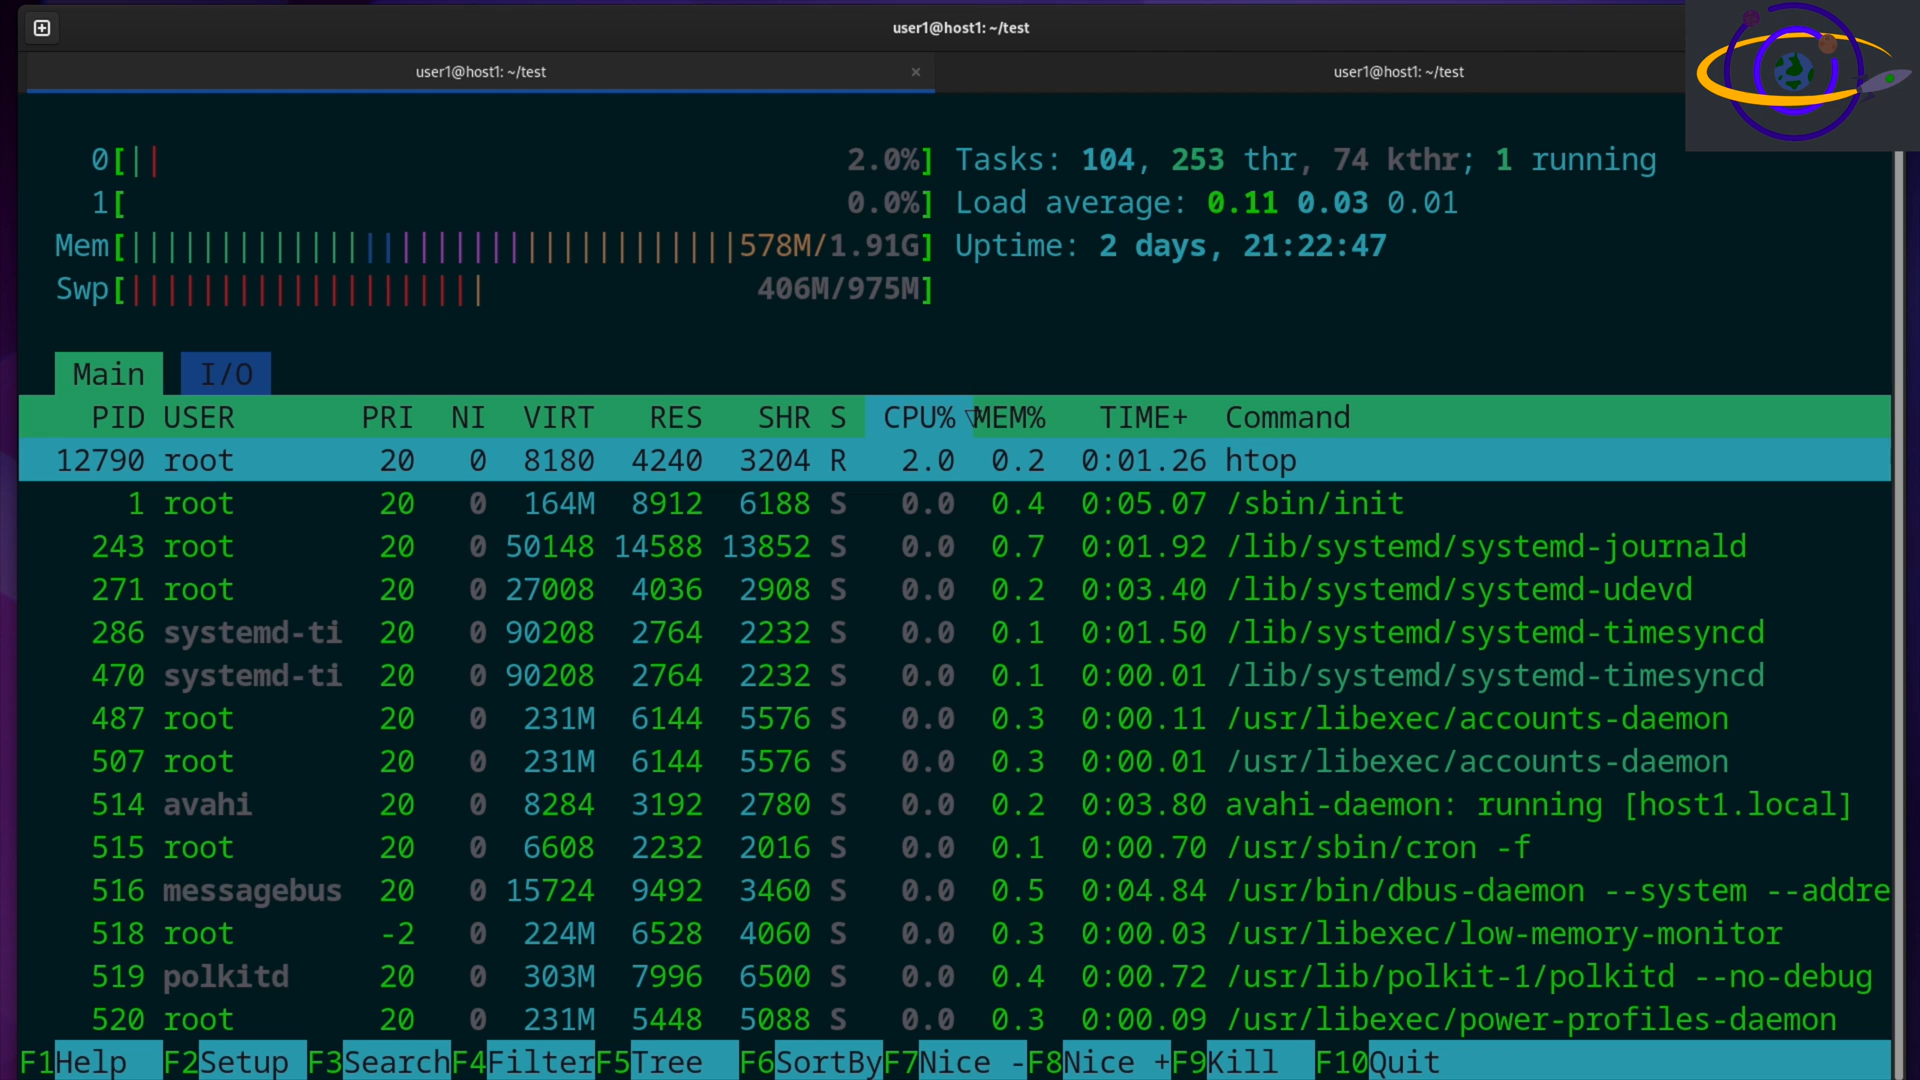 user1@host1: ~/test
user1@host1: ~/test × user1@host1: ~/test
0[|| 2.0%] Tasks: 104, 253 thr, 74 kthr; 1 running
1[ 0.0%] Load average: 0.11 0.03 0.01
Mem[||||||||||||||||||||||||||||||||||578M/1.91G] Uptime: 2 days, 21:22:47
Swp[|||||||||||||||||||| 406M/975M]
Main I/O
PID USER PRI NI VIRT RES SHR S CPU%▽MEM% TIME+ Command
12790 root 20 0 8180 4240 3204 R 2.0 0.2 0:01.26 htop
1 root 20 0 164M 8912 6188 S 0.0 0.4 0:05.07 /sbin/init
243 root 20 0 50148 14588 13852 S 0.0 0.7 0:01.92 /lib/systemd/systemd-journald
271 root 20 0 27008 4036 2908 S 0.0 0.2 0:03.40 /lib/systemd/systemd-udevd
286 systemd-ti 20 0 90208 2764 2232 S 0.0 0.1 0:01.50 /lib/systemd/systemd-timesyncd
470 systemd-ti 20 0 90208 2764 2232 S 0.0 0.1 0:00.01 /lib/systemd/systemd-timesyncd
487 root 20 0 231M 6144 5576 S 0.0 0.3 0:00.11 /usr/libexec/accounts-daemon
507 root 20 0 231M 6144 5576 S 0.0 0.3 0:00.01 /usr/libexec/accounts-daemon
514 avahi 20 0 8284 3192 2780 S 0.0 0.2 0:03.80 avahi-daemon: running [host1.local]
515 root 20 0 6608 2232 2016 S 0.0 0.1 0:00.70 /usr/sbin/cron -f
516 messagebus 20 0 15724 9492 3460 S 0.0 0.5 0:04.84 /usr/bin/dbus-daemon --system --addre
518 root -2 0 224M 6528 4060 S 0.0 0.3 0:00.03 /usr/libexec/low-memory-monitor
519 polkitd 20 0 303M 7996 6500 S 0.0 0.4 0:00.72 /usr/lib/polkit-1/polkitd --no-debug
520 root 20 0 231M 5448 5088 S 0.0 0.3 0:00.09 /usr/libexec/power-profiles-daemon
F1Help F2Setup F3SearchF4FilterF5Tree F6SortByF7Nice -F8Nice +F9Kill F10Quit